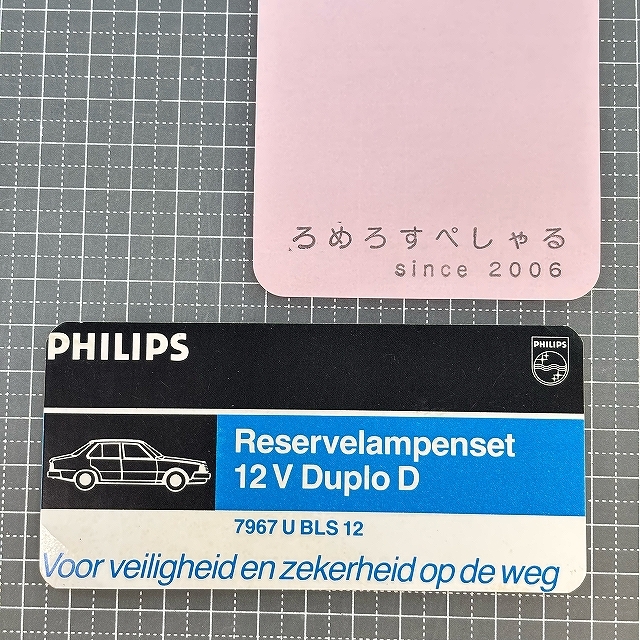 ろめろすぺしゃる
since 2006
PHILIPS
PHILIPS
Reservelampenset
12 V Duplo D
7967 U BLS 12
Voor veiligheid en zekerheid op de weg